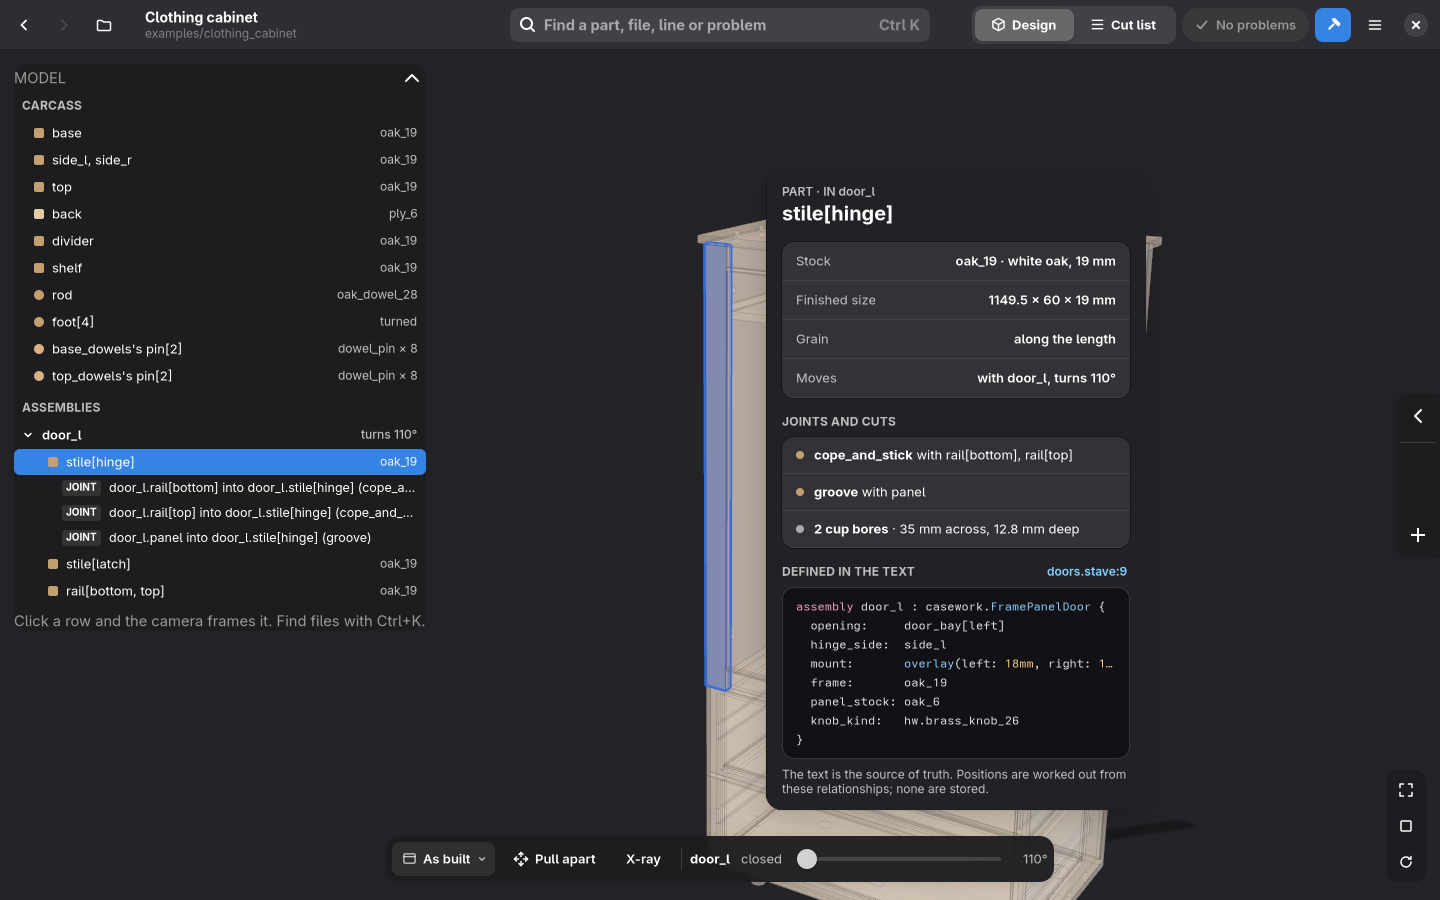 Clothing cabinet
examples/clothing_cabinet
Find a part, file, line or problem Ctrl K
Design
Cut list
No problems
MODEL
CARCASS
base oak_19
side_l, side_r oak_19
top oak_19
back ply_6
divider oak_19
shelf oak_19
rod oak_dowel_28
foot[4] turned
base_dowels's pin[2] dowel_pin × 8
top_dowels's pin[2] dowel_pin × 8
ASSEMBLIES
door_l turns 110°
stile[hinge] oak_19
JOINT door_l.rail[bottom] into door_l.stile[hinge] (cope_a...
JOINT door_l.rail[top] into door_l.stile[hinge] (cope_and_...
JOINT door_l.panel into door_l.stile[hinge] (groove)
stile[latch] oak_19
rail[bottom, top] oak_19
Click a row and the camera frames it. Find files with Ctrl+K.
PART · IN door_l
stile[hinge]
Stock oak_19 · white oak, 19 mm
Finished size 1149.5 × 60 × 19 mm
Grain along the length
Moves with door_l, turns 110°
JOINTS AND CUTS
cope_and_stick with rail[bottom], rail[top]
groove with panel
2 cup bores · 35 mm across, 12.8 mm deep
DEFINED IN THE TEXT doors.stave:9
assembly door_l : casework.FramePanelDoor {
opening: door_bay[left]
hinge_side: side_l
mount: overlay(left: 18mm, right: 1…
frame: oak_19
panel_stock: oak_6
knob_kind: hw.brass_knob_26
}
The text is the source of truth. Positions are worked out from
these relationships; none are stored.
As built
Pull apart
X-ray
door_l closed 110°